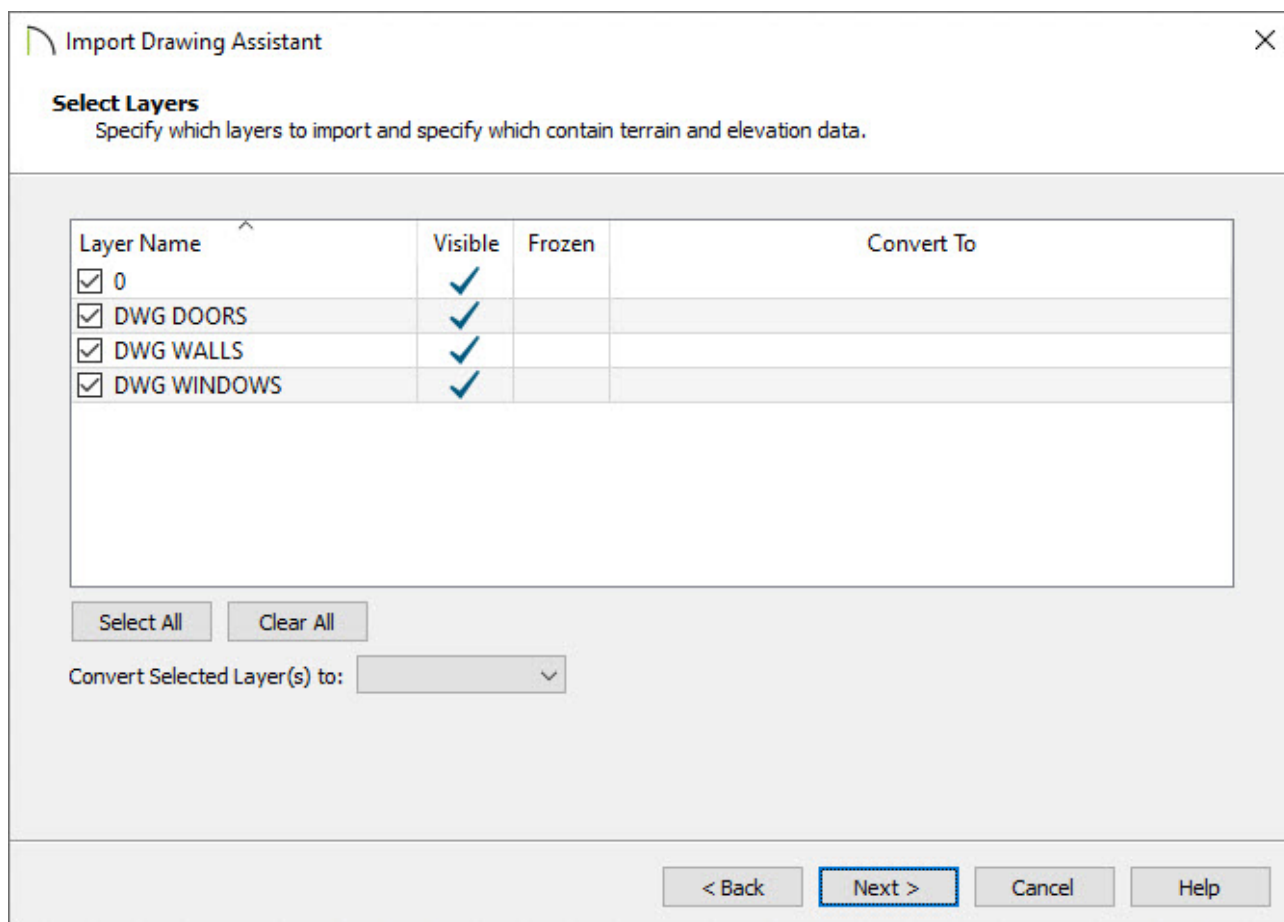 Import Drawing Assistant
Select Layers
Specify which layers to import and specify which contain terrain and elevation data.
Layer Name Visible Frozen Convert To
0
DWG DOORS
DWG WALLS
DWG WINDOWS
Select All Clear All
Convert Selected Layer(s) to:
< Back Next > Cancel Help